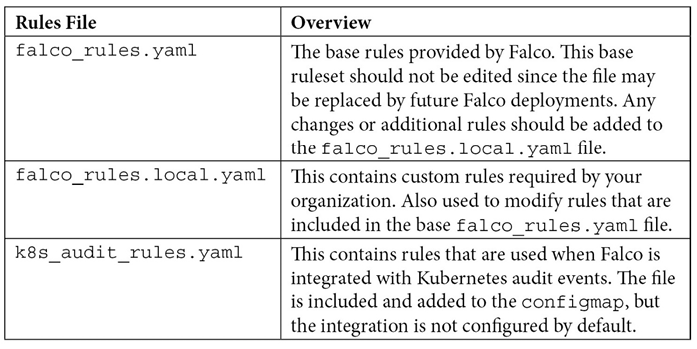 Rules File
Overview
falco_rules.yaml
The base rules provided by Falco. This base
ruleset should not be edited since the file may
be replaced by future Falco deployments. Any
changes or additional rules should be added to
the falco_rules.local.yaml file.
falco_rules.local.yaml
This contains custom rules required by your
organization. Also used to modify rules that are
included in the base falco_rules.yaml file.
k8s_audit_rules.yaml
This contains rules that are used when Falco is
integrated with Kubernetes audit events. The file
is included and added to the configmap, but
the integration is not configured by default.